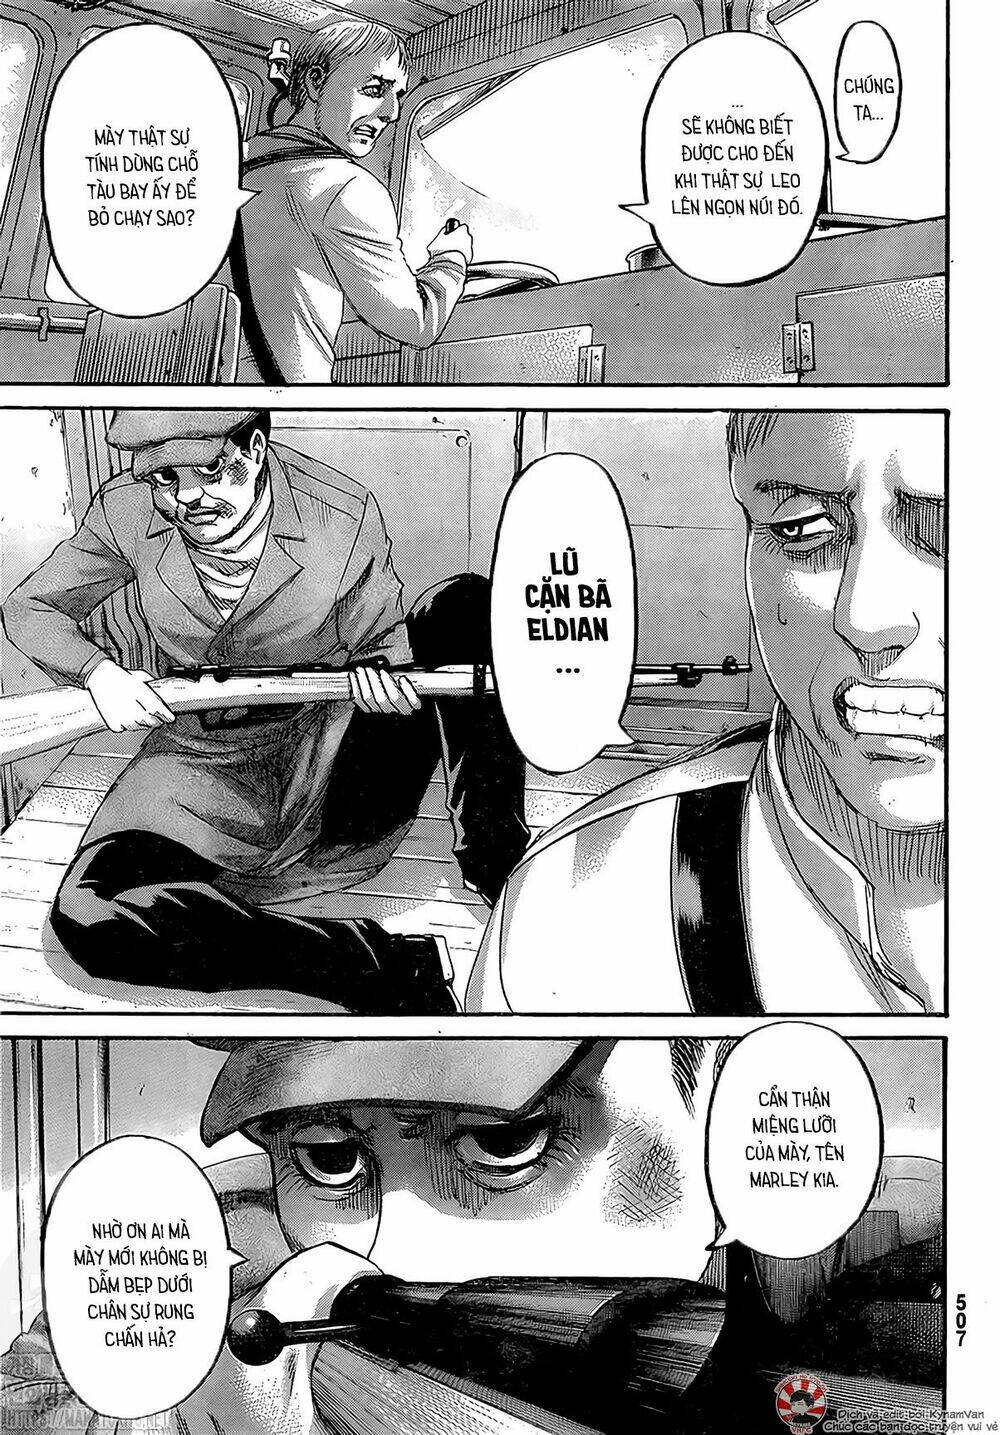 CHÚNG
TA...
...
SẼ KHÔNG BIẾT
ĐƯỢC CHO ĐẾN
KHI THẬT SỰ LEO
LÊN NGỌN NÚI ĐÓ.
MÀY THẬT SỰ
TÍNH DÙNG CHỖ
TÀU BAY ẤY ĐỂ
BỎ CHẠY SAO?
LŨ
CẶN BÃ
ELDIAN
...
CẨN THẬN
MIỆNG LƯỠI
CỦA MÀY, TÊN
MARLEY KIA.
NHỜ ƠN AI MÀ
MÀY MỚI KHÔNG BỊ
DẪM BẸP DƯỚI
CHÂN SỰ RUNG
CHẤN HẢ?
507
Dịch và edit bởi KynamVan
Chúc các bạn đọc truyện vui vẻ